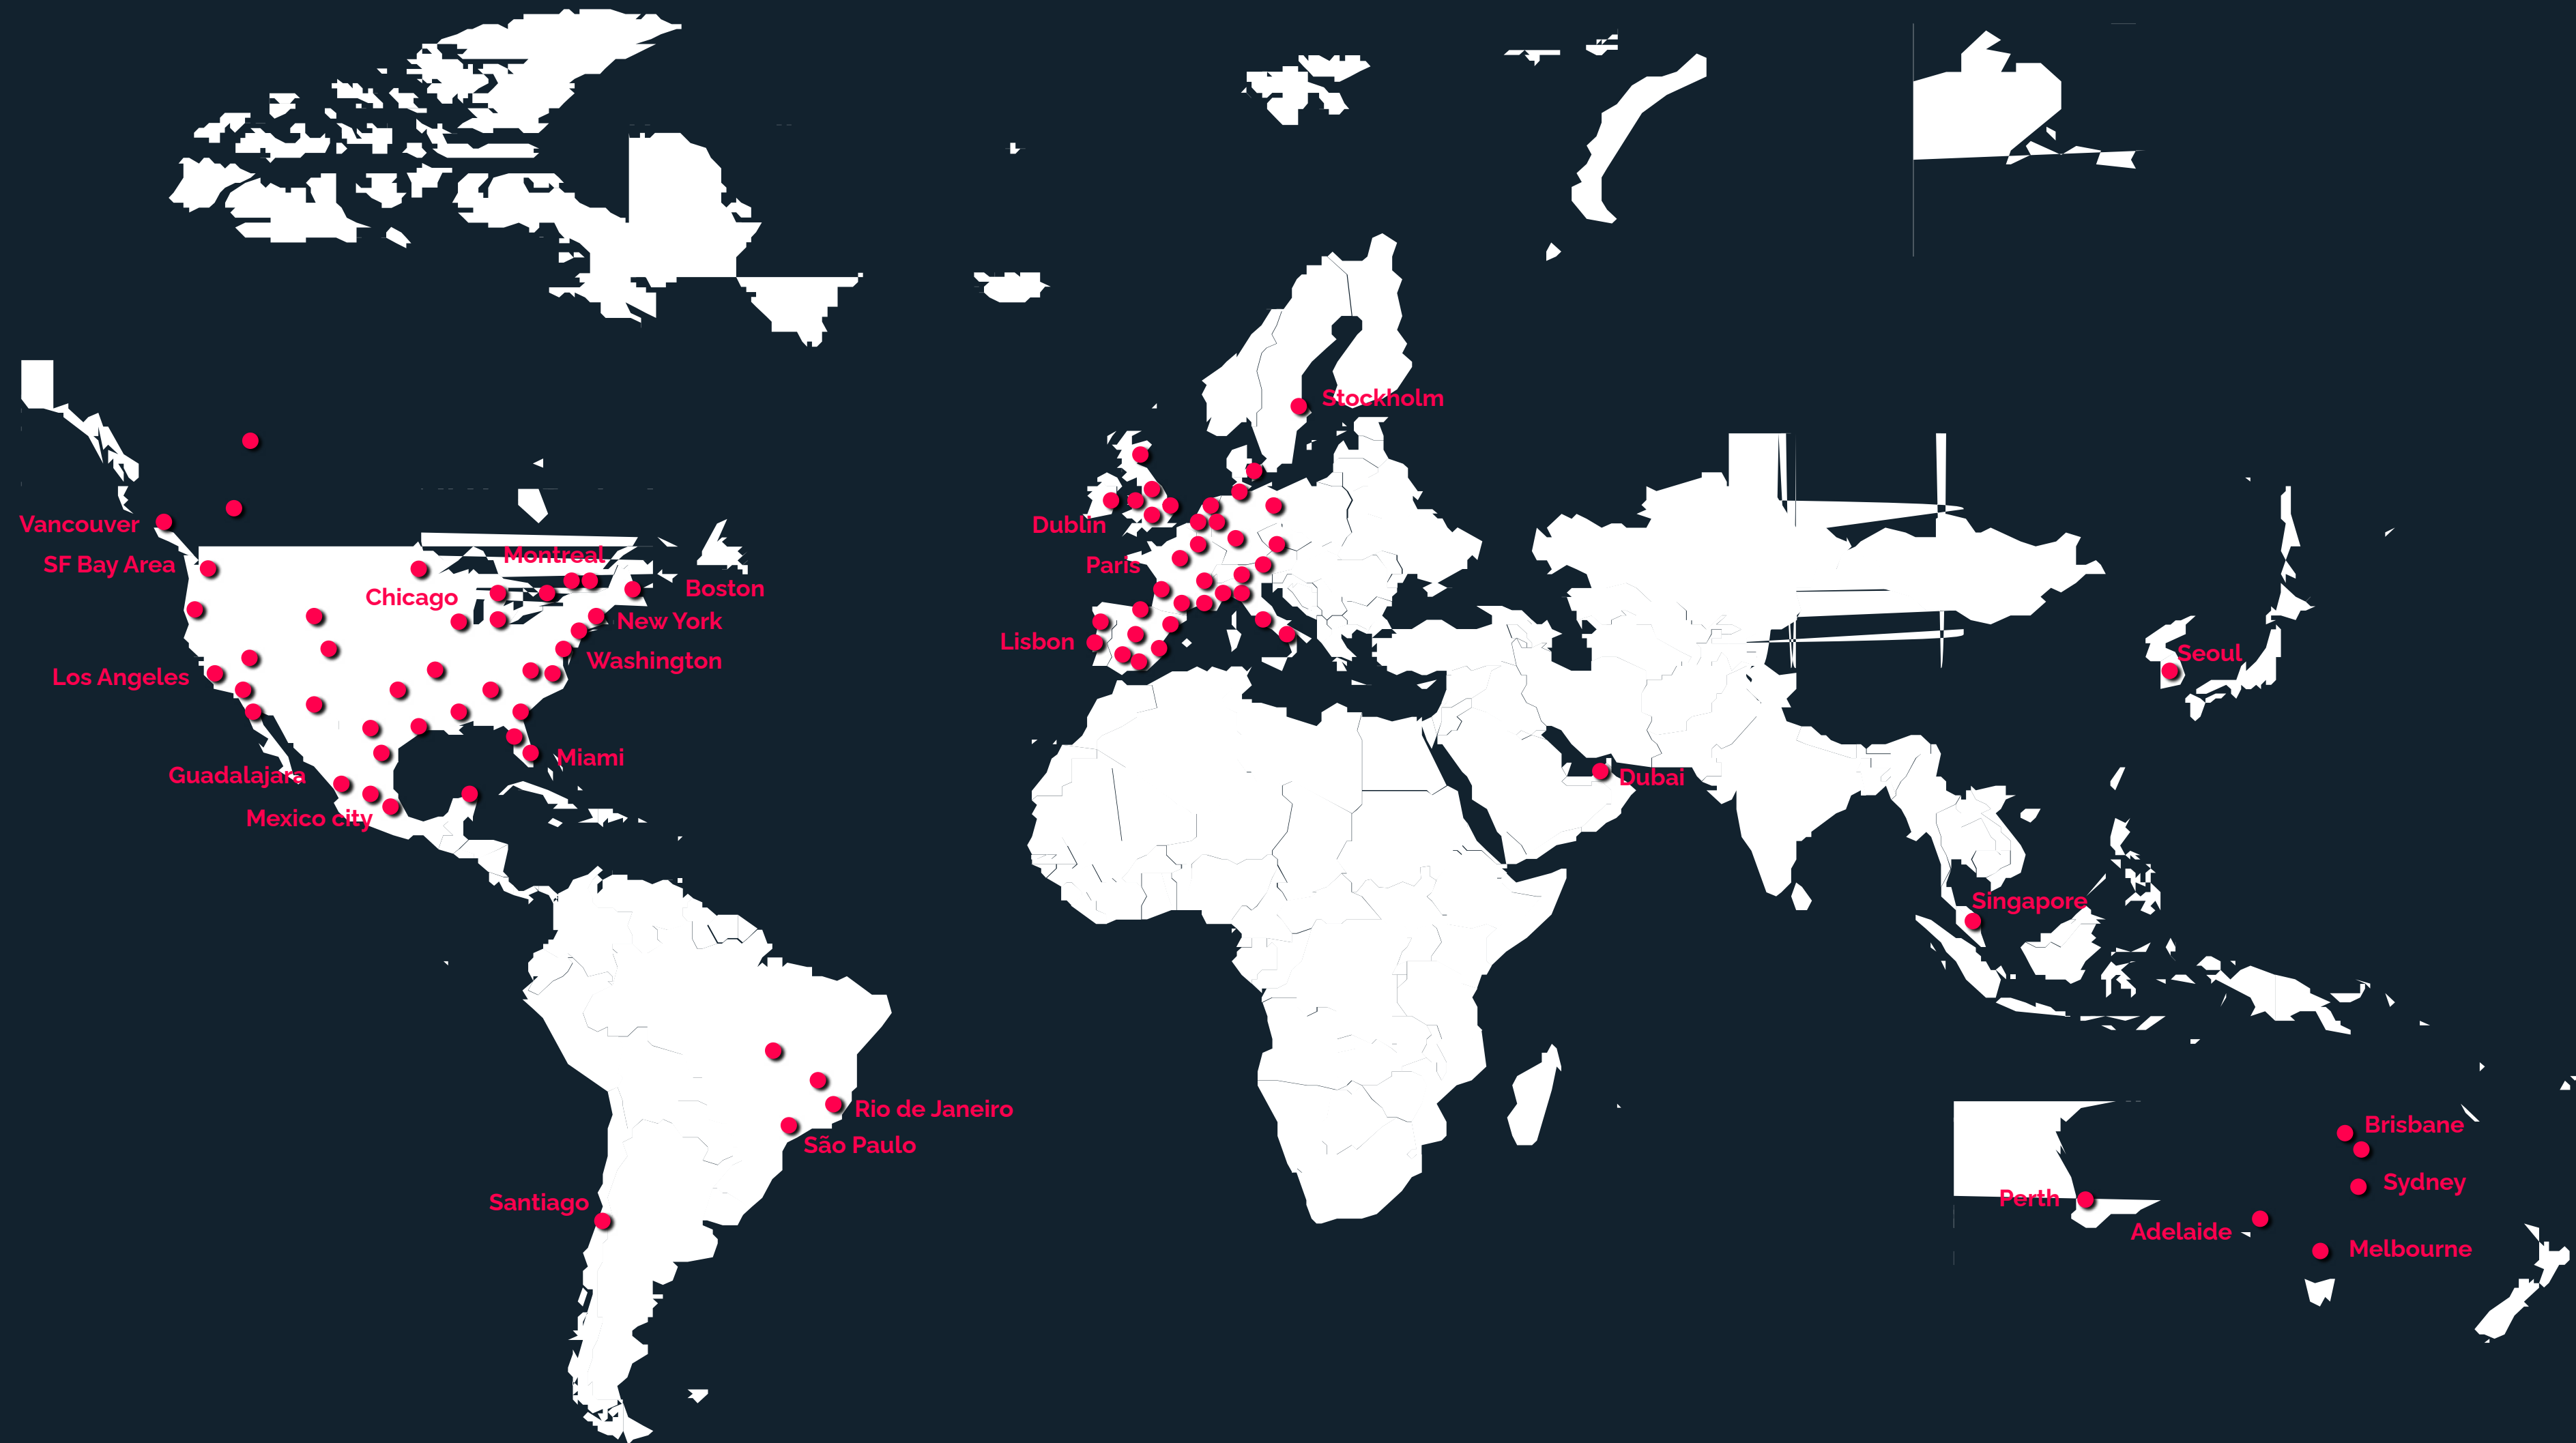 Stockholm
Vancouver
Dublin
SF Bay Area
Montreal
Paris
Boston
Chicago
New York
Lisbon
Seoul
Washington
Los Angeles
Miami
Guadalajara
Dubai
Mexico city
Singapore
Rio de Janeiro
Brisbane
São Paulo
Sydney
Perth
Santiago
Adelaide
Melbourne